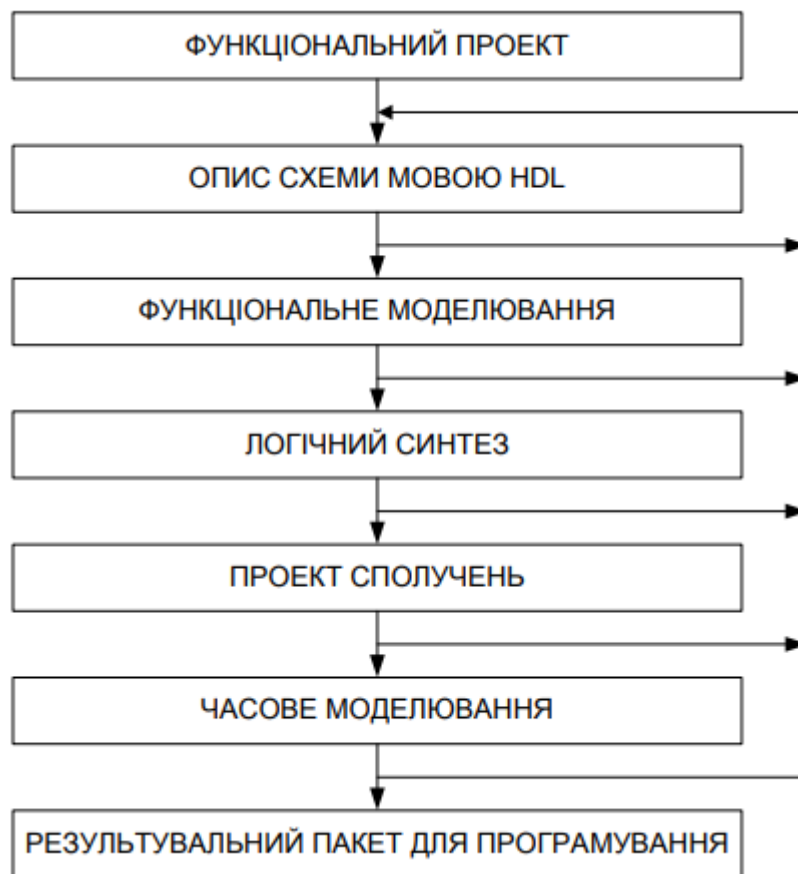 ФУНКЦІОНАЛЬНИЙ ПРОЕКТ
ОПИС СХЕМИ МОВОЮ HDL
ФУНКЦІОНАЛЬНЕ МОДЕЛЮВАННЯ
ЛОГІЧНИЙ СИНТЕЗ
ПРОЕКТ СПОЛУЧЕНЬ
ЧАСОВЕ МОДЕЛЮВАННЯ
РЕЗУЛЬТУВАЛЬНИЙ ПАКЕТ ДЛЯ ПРОГРАМУВАННЯ